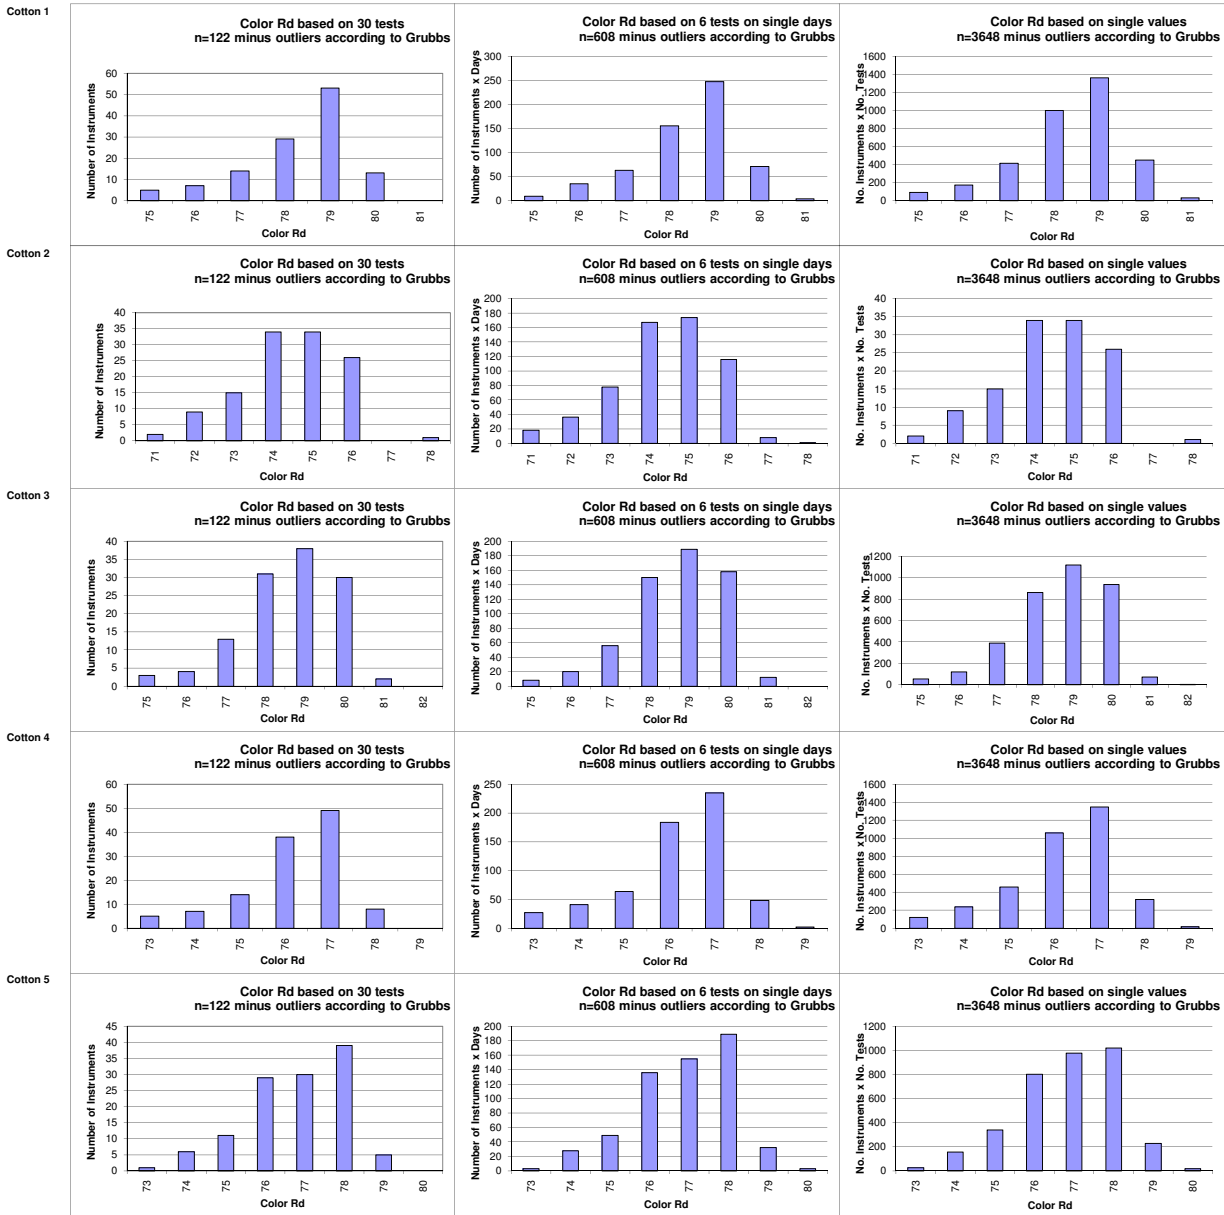 Cotton 1
Color Rd based on 30 tests
n=122 minus outliers according to Grubbs
Number of Instruments
60
50
40
30
20
10
0
75 76 77 78 79 80 81
Color Rd
Color Rd based on 6 tests on single days
n=608 minus outliers according to Grubbs
Number of Instruments x Days
300
250
200
150
100
50
0
75 76 77 78 79 80 81
Color Rd
Color Rd based on single values
n=3648 minus outliers according to Grubbs
No. Instruments x No. Tests
1600
1400
1200
1000
800
600
400
200
0
75 76 77 78 79 80 81
Color Rd
Cotton 2
Color Rd based on 30 tests
n=122 minus outliers according to Grubbs
Number of Instruments
40
35
30
25
20
15
10
5
0
71 72 73 74 75 76 77 78
Color Rd
Color Rd based on 6 tests on single days
n=608 minus outliers according to Grubbs
Number of Instruments x Days
200
180
160
140
120
100
80
60
40
20
0
71 72 73 74 75 76 77 78
Color Rd
Color Rd based on single values
n=3648 minus outliers according to Grubbs
No. Instruments x No. Tests
40
35
30
25
20
15
10
5
0
71 72 73 74 75 76 77 78
Color Rd
Cotton 3
Color Rd based on 30 tests
n=122 minus outliers according to Grubbs
Number of Instruments
40
35
30
25
20
15
10
5
0
75 76 77 78 79 80 81 82
Color Rd
Color Rd based on 6 tests on single days
n=608 minus outliers according to Grubbs
Number of Instruments x Days
200
180
160
140
120
100
80
60
40
20
0
75 76 77 78 79 80 81 82
Color Rd
Color Rd based on single values
n=3648 minus outliers according to Grubbs
No. Instruments x No. Tests
1200
1000
800
600
400
200
0
75 76 77 78 79 80 81 82
Color Rd
Cotton 4
Color Rd based on 30 tests
n=122 minus outliers according to Grubbs
Number of Instruments
60
50
40
30
20
10
0
73 74 75 76 77 78 79
Color Rd
Color Rd based on 6 tests on single days
n=608 minus outliers according to Grubbs
Number of Instruments x Days
250
200
150
100
50
0
73 74 75 76 77 78 79
Color Rd
Color Rd based on single values
n=3648 minus outliers according to Grubbs
No. Instruments x No. Tests
1600
1400
1200
1000
800
600
400
200
0
73 74 75 76 77 78 79
Color Rd
Cotton 5
Color Rd based on 30 tests
n=122 minus outliers according to Grubbs
Number of Instruments
45
40
35
30
25
20
15
10
5
0
73 74 75 76 77 78 79 80
Color Rd
Color Rd based on 6 tests on single days
n=608 minus outliers according to Grubbs
Number of Instruments x Days
200
180
160
140
120
100
80
60
40
20
0
73 74 75 76 77 78 79 80
Color Rd
Color Rd based on single values
n=3648 minus outliers according to Grubbs
No. Instruments x No. Tests
1200
1000
800
600
400
200
0
73 74 75 76 77 78 79 80
Color Rd